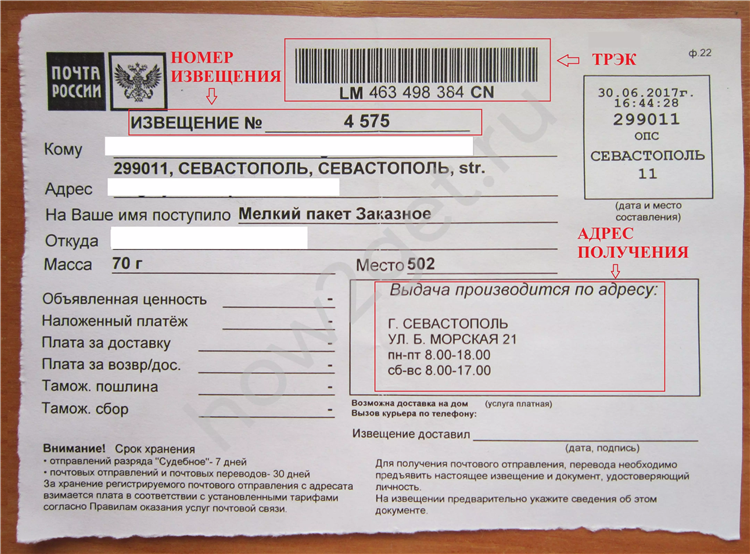 ПОЧТА
РОССИИ
НОМЕР
ИЗВЕЩЕНИЯ
LM 463 498 384 CN
ТРЭК
ф.22
ИЗВЕЩЕНИЕ № 4 575
30.06.2017г.
16:44:28
299011
ОПС
СЕВАСТОПОЛЬ
11
(дата и место
составления)
Кому
299011, СЕВАСТОПОЛЬ, СЕВАСТОПОЛЬ, str.
Адрес
На Ваше имя поступило Мелкий пакет Заказное
Откуда
Масса 70 г Место 502
АДРЕС
ПОЛУЧЕНИЯ
Объявленная ценность -
Наложенный платёж -
Плата за доставку -
Плата за возвр/дос. -
Тамож. пошлина -
Тамож. сбор -
Выдача производится по адресу:
Г. СЕВАСТОПОЛЬ
УЛ. Б. МОРСКАЯ 21
пн-пт 8.00-18.00
сб-вс 8.00-17.00
Возможна доставка на дом (услуга платная)
Вызов курьера по телефону:
Извещение доставил
(дата, подпись)
Внимание! Срок хранения
• отправлений разряда "Судебное"- 7 дней
• почтовых отправлений и почтовых переводов- 30 дней
За хранение регистрируемого почтового отправления с адресата
взимается плата в соответствии с установленными тарифами
согласно Правилам оказания услуг почтовой связи.
Для получения почтового отправления, перевода необходимо
предъявить настоящее извещение и документ, удостоверяющий
личность.
На извещении предварительно укажите сведения об этом
документе.
how2get.ru